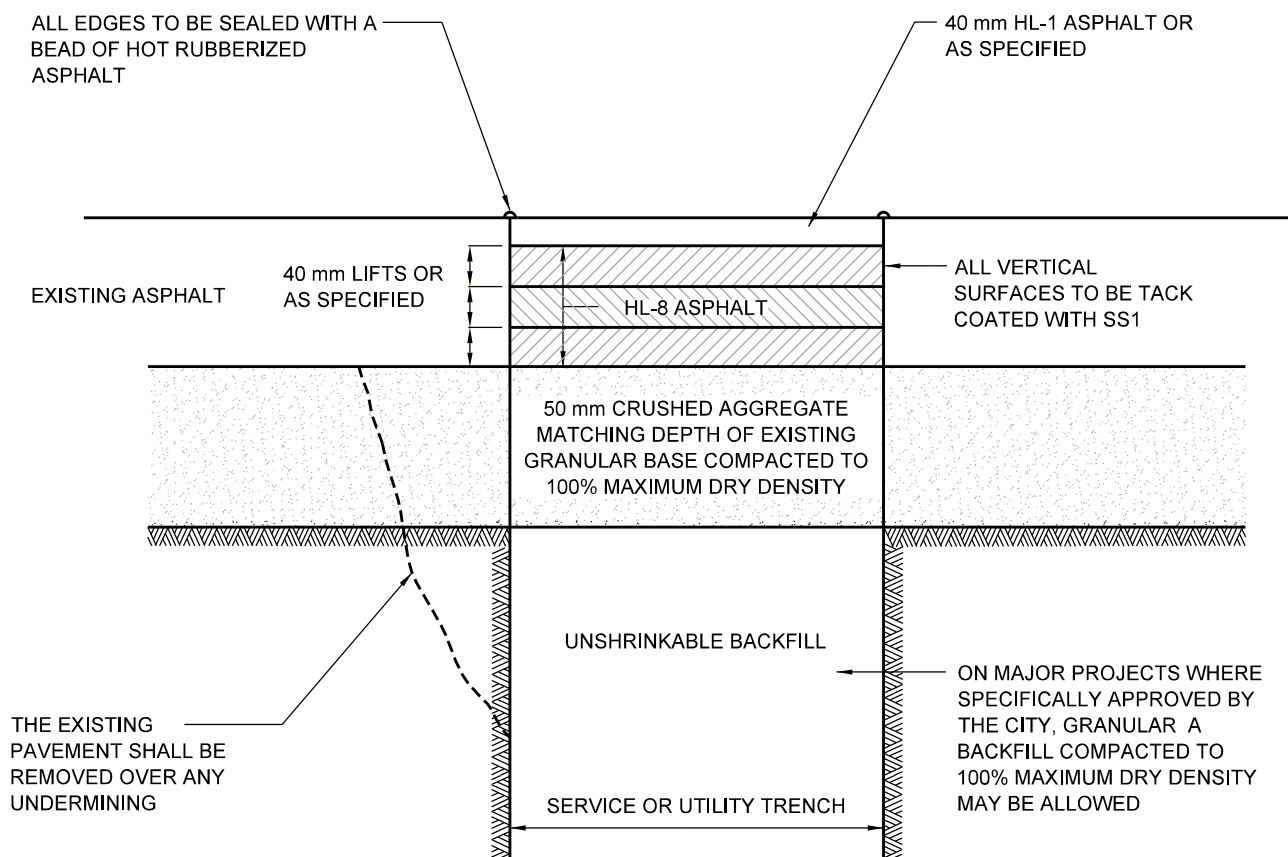 ALL EDGES TO BE SEALED WITH A
BEAD OF HOT RUBBERIZED
ASPHALT
40 mm HL-1 ASPHALT OR
AS SPECIFIED
EXISTING ASPHALT
40 mm LIFTS OR
AS SPECIFIED
HL-8 ASPHALT
ALL VERTICAL
SURFACES TO BE TACK
COATED WITH SS1
50 mm CRUSHED AGGREGATE
MATCHING DEPTH OF EXISTING
GRANULAR BASE COMPACTED TO
100% MAXIMUM DRY DENSITY
UNSHRINKABLE BACKFILL
THE EXISTING
PAVEMENT SHALL BE
REMOVED OVER ANY
UNDERMINING
ON MAJOR PROJECTS WHERE
SPECIFICALLY APPROVED BY
THE CITY, GRANULAR A
BACKFILL COMPACTED TO
100% MAXIMUM DRY DENSITY
MAY BE ALLOWED
SERVICE OR UTILITY TRENCH